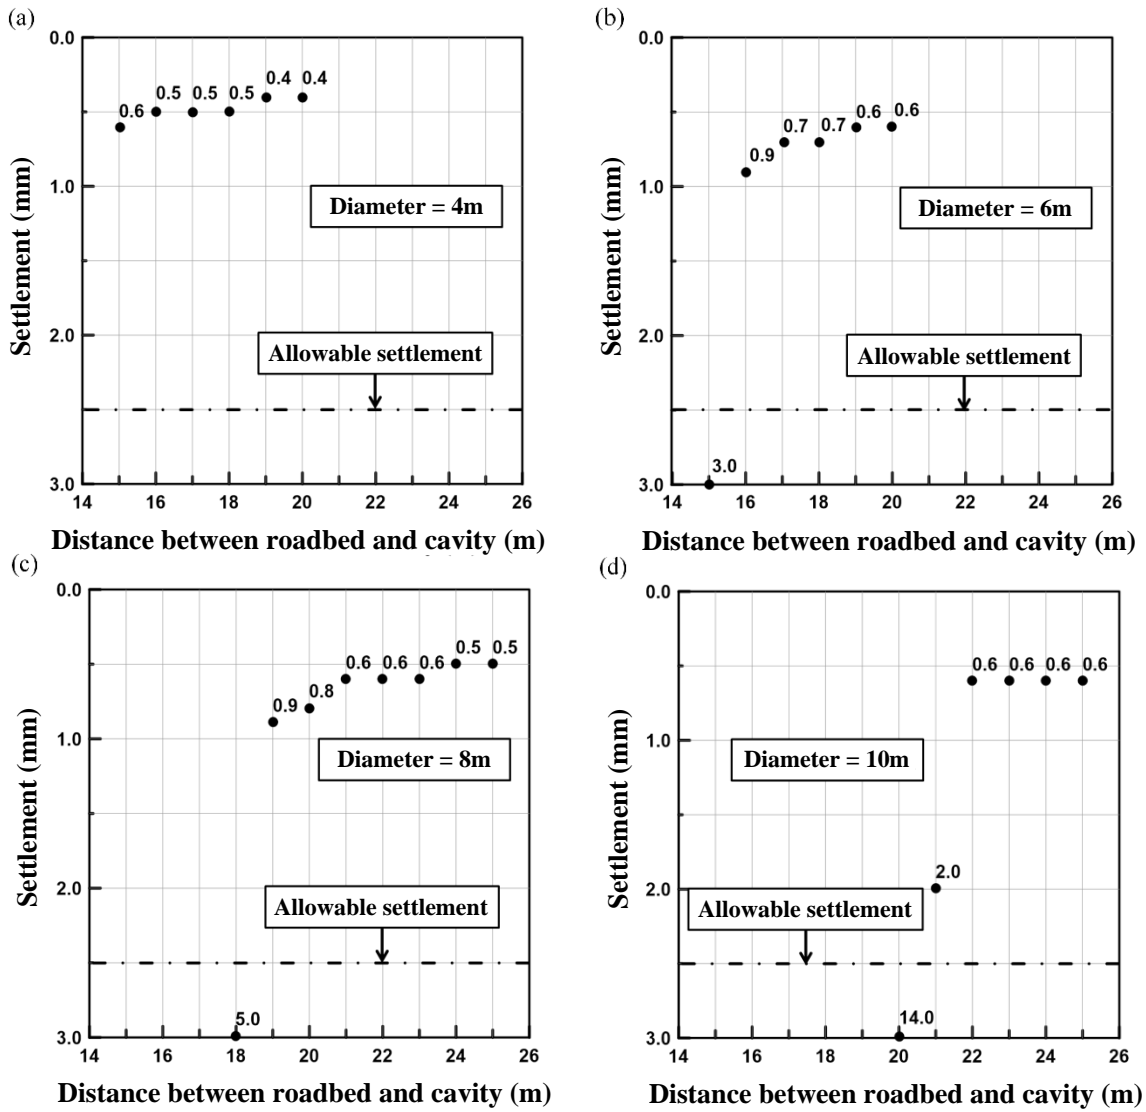 (a)
0.0
0.6
0.5
0.5
0.5
0.4
0.4
1.0
Diameter = 4m
2.0
Allowable settlement
3.0
14 16 18 20 22 24 26
Settlement (mm)
Distance between roadbed and cavity (m)
(b)
0.0
0.9
0.7
0.7
0.6
0.6
1.0
Diameter = 6m
2.0
Allowable settlement
3.0
3.0
14 16 18 20 22 24 26
Settlement (mm)
Distance between roadbed and cavity (m)
(c)
0.0
0.9
0.8
0.6
0.6
0.6
0.5
0.5
1.0
Diameter = 8m
2.0
Allowable settlement
5.0
3.0
14 16 18 20 22 24 26
Settlement (mm)
Distance between roadbed and cavity (m)
(d)
0.0
0.6
0.6
0.6
0.6
1.0
Diameter = 10m
2.0
2.0
Allowable settlement
14.0
3.0
14 16 18 20 22 24 26
Settlement (mm)
Distance between roadbed and cavity (m)